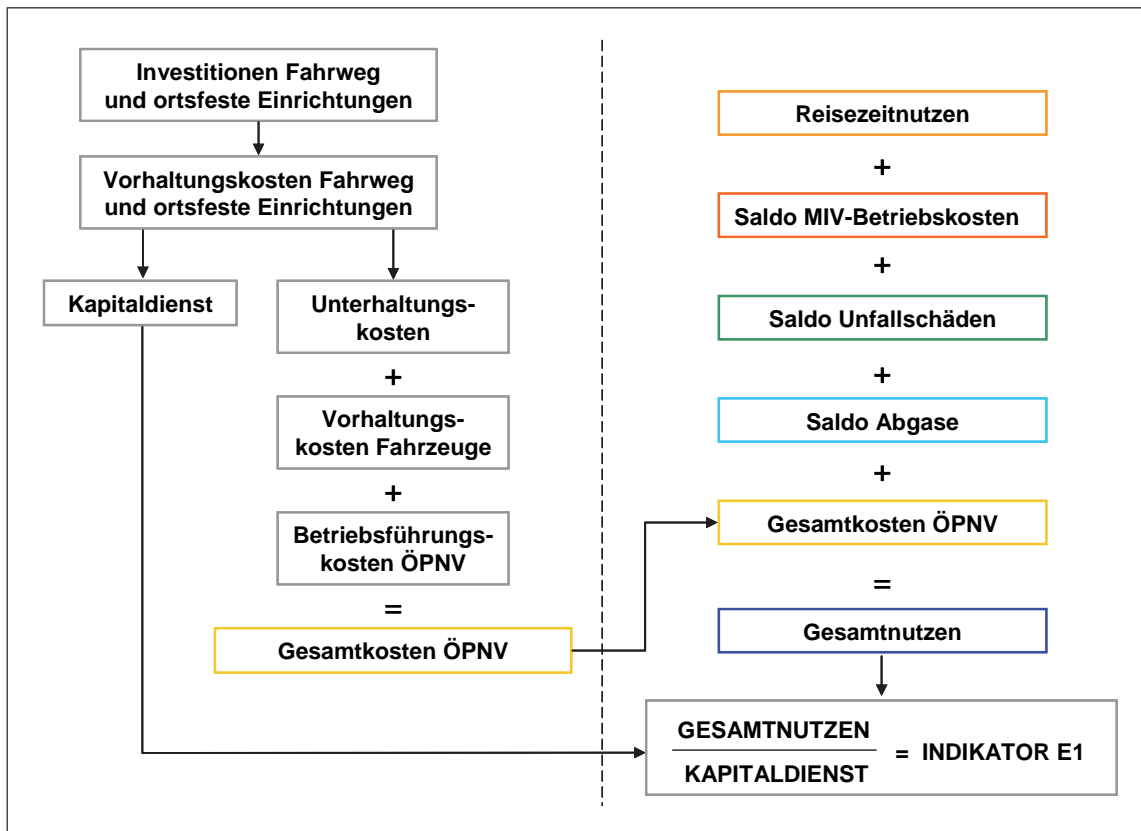 Investitionen Fahrweg
und ortsfeste Einrichtungen
Vorhaltungskosten Fahrweg
und ortsfeste Einrichtungen
Kapitaldienst
Unterhaltungs-
kosten
+
Vorhaltungs-
kosten Fahrzeuge
+
Betriebsführungs-
kosten ÖPNV
=
Gesamtkosten ÖPNV
Reisezeitnutzen
+
Saldo MIV-Betriebskosten
+
Saldo Unfallschäden
+
Saldo Abgase
+
Gesamtkosten ÖPNV
=
Gesamtnutzen
GESAMTNUTZEN
KAPITALDIENST
= INDIKATOR E1